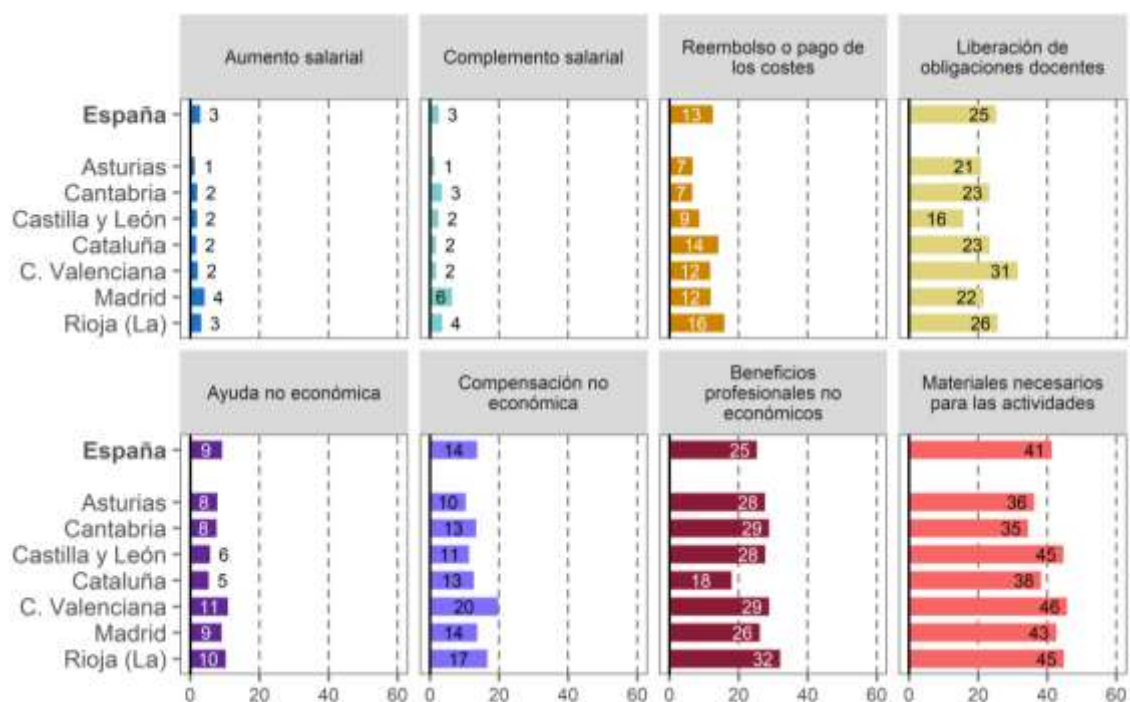 Aumento salarial
Complemento salarial
Reembolso o pago de
los costes
Liberación de
obligaciones docentes
España 3 3 13 25
Asturias 1 1 7 21
Cantabria 2 3 7 23
Castilla y León 2 2 9 16
Cataluña 2 2 14 23
C. Valenciana 2 2 12 31
Madrid 4 6 12 22
Rioja (La) 3 4 16 26
Ayuda no económica
Compensación no
económica
Beneficios
profesionales no
económicos
Materiales necesarios
para las actividades
España 9 14 25 41
Asturias 8 10 28 36
Cantabria 8 13 29 35
Castilla y León 6 11 28 45
Cataluña 5 13 18 38
C. Valenciana 11 20 29 46
Madrid 9 14 26 43
Rioja (La) 10 17 32 45
0 20 40 60 0 20 40 60 0 20 40 60 0 20 40 60